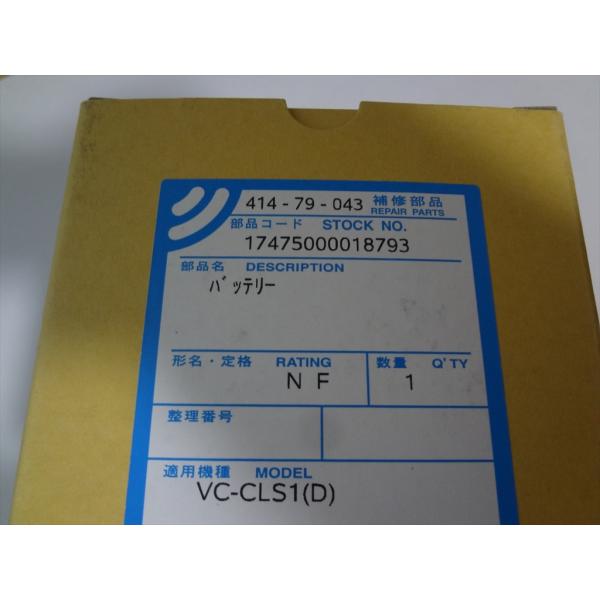 414-79-043 補修部品
REPAIR PARTS
部品コード STOCK NO.
17475000018793
部品名 DESCRIPTION
ﾊﾞｯﾃﾘｰ
形名・定格 RATING 数量 Q'TY
N F 1
整理番号
適用機種 MODEL
VC-CLS1(D)